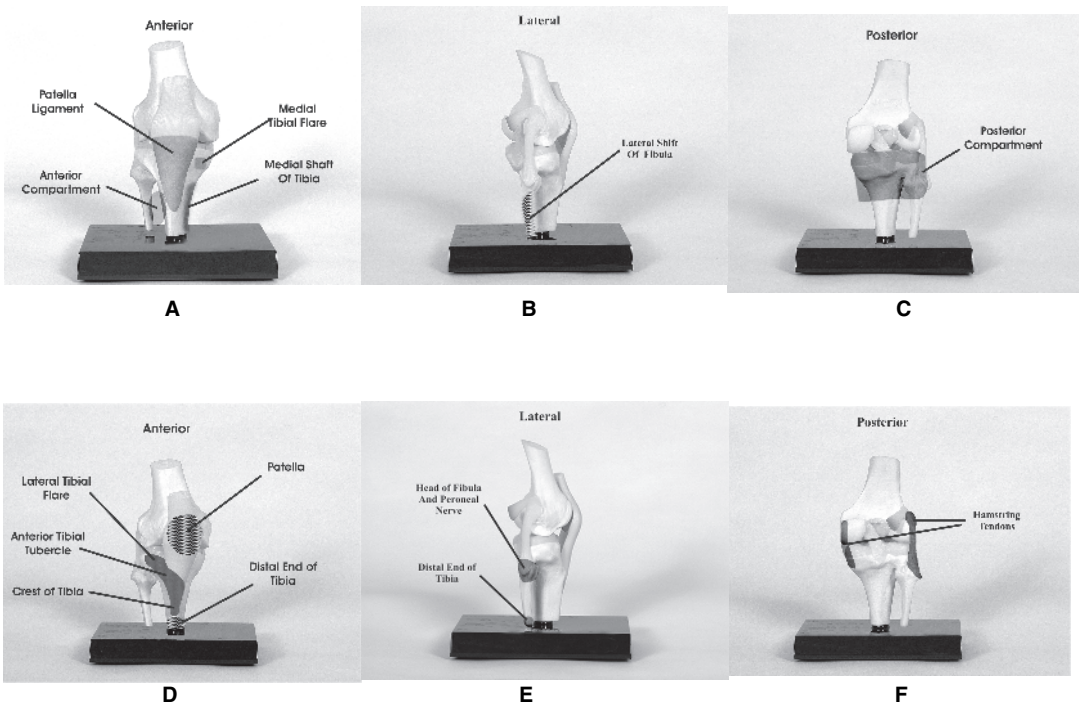 Anterior
Patella
Ligament
Medial
Tibial Flare
Anterior
Compartment
Medial Shaft
Of Tibia
A
Lateral
Lateral Shift
Of Fibula
B
Posterior
Posterior
Compartment
C
Anterior
Lateral Tibial
Flare
Patella
Anterior Tibial
Tubercle
Distal End of
Tibia
Crest of Tibia
D
Lateral
Head of Fibula
And Peroneal
Nerve
Distal End of
Tibia
E
Posterior
Hamstring
Tendons
F